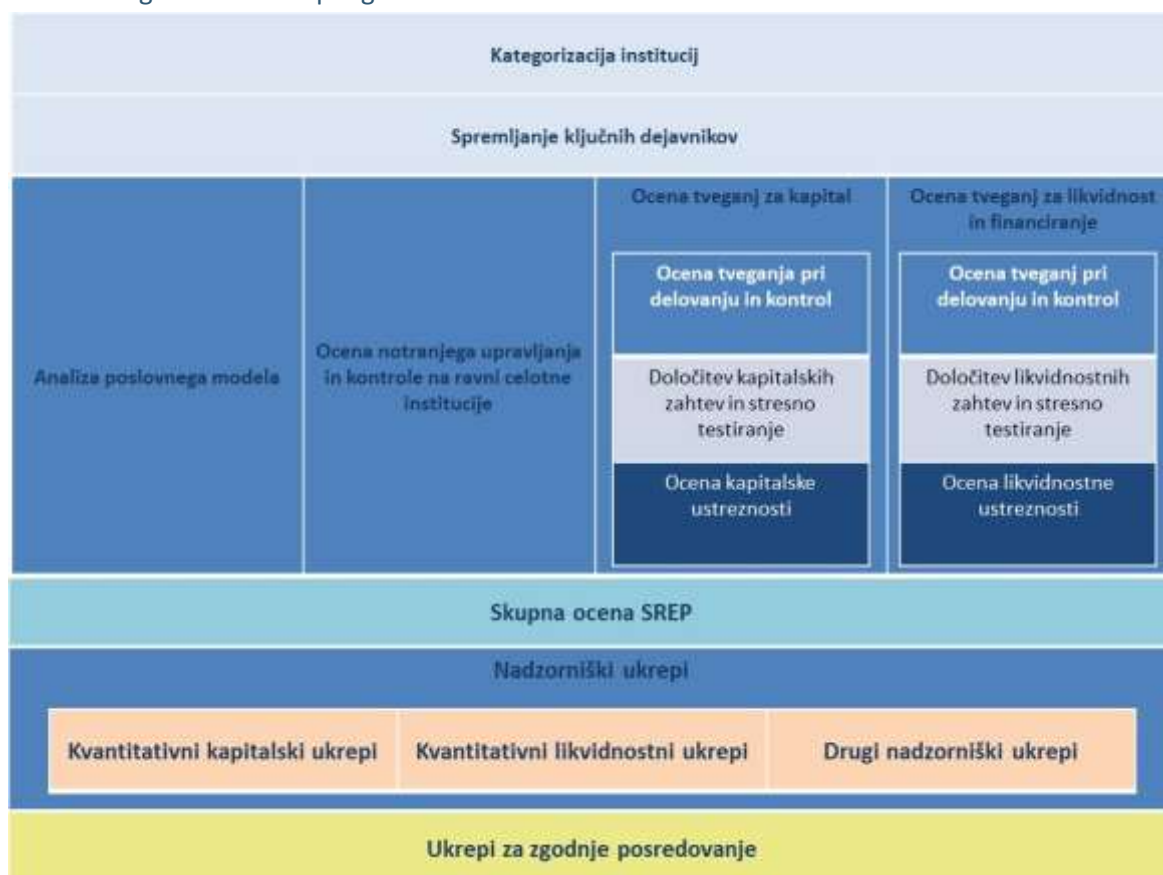 Kategorizacija institucij
Spremljanje ključnih dejavnikov
Analiza poslovnega modela
Ocena notranjega upravljanja
in kontrole na ravni celotne
institucije
Ocena tveganj za kapital
Ocena tveganja pri
delovanju in kontrol
Določitev kapitalskih
zahtev in stresno
testiranje
Ocena kapitalske
ustreznosti
Ocena tveganj za likvidnost
in financiranje
Ocena tveganj pri
delovanju in kontrol
Določitev likvidnostnih
zahtev in stresno
testiranje
Ocena likvidnostne
ustreznosti
Skupna ocena SREP
Nadzorniški ukrepi
Kvantitativni kapitalski ukrepi
Kvantitativni likvidnostni ukrepi
Drugi nadzorniški ukrepi
Ukrepi za zgodnje posredovanje